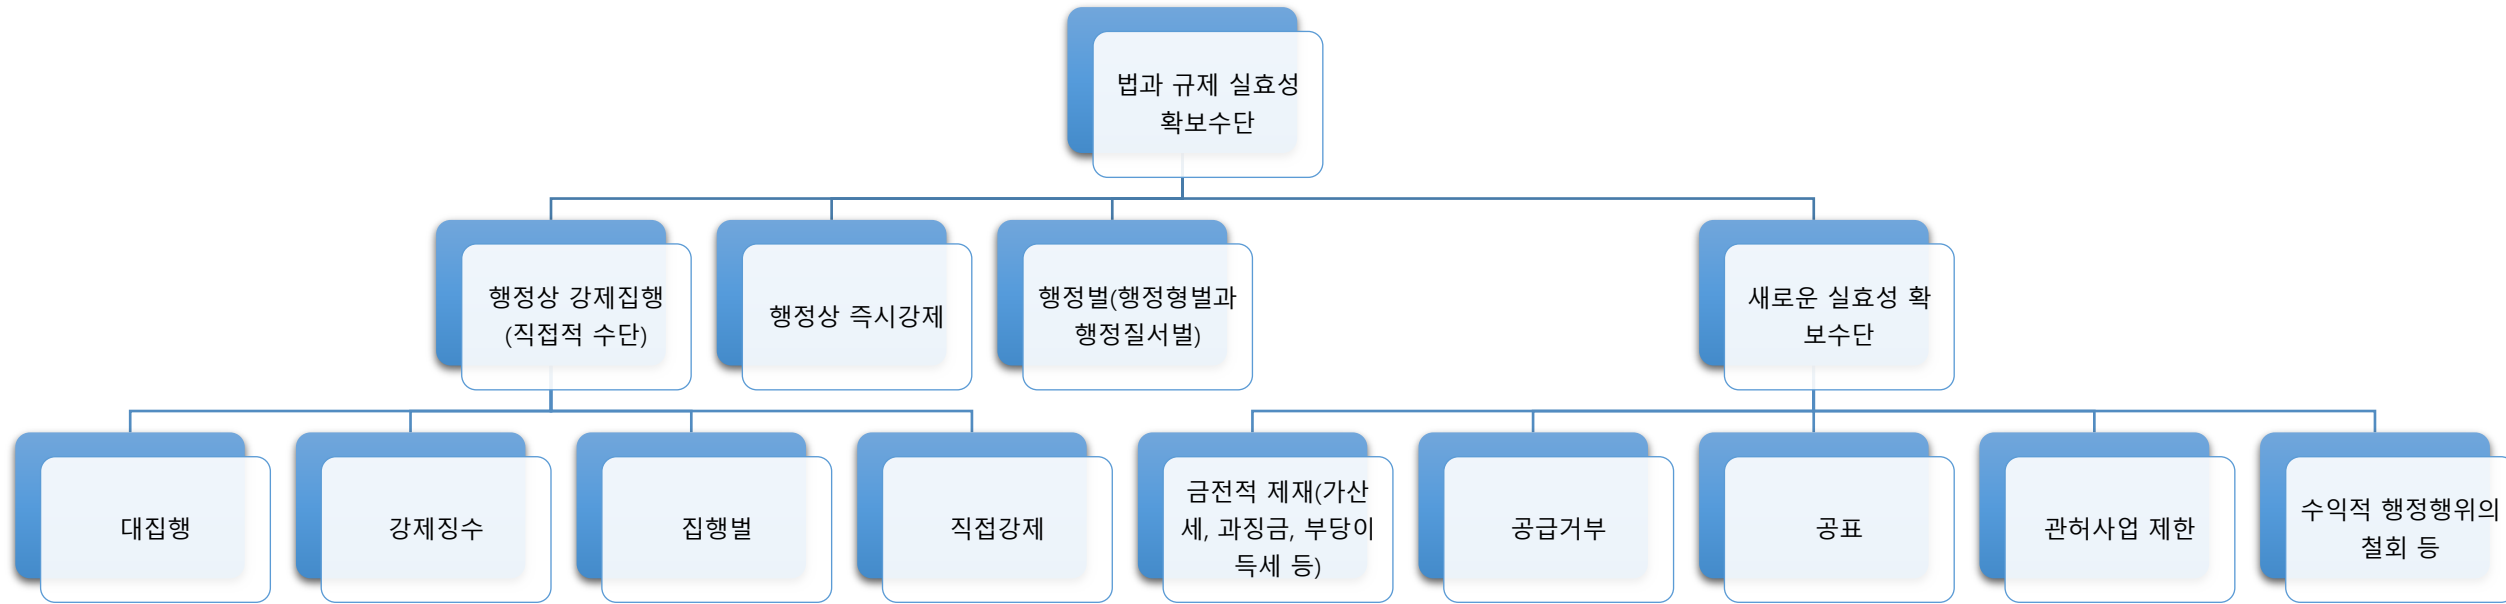 법과 규제 실효성
확보수단
행정상 강제집행
(직접적 수단)
행정상 즉시강제
행정벌(행정형벌과
행정질서벌)
새로운 실효성 확
보수단
대집행
강제징수
집행벌
직접강제
금전적 제재(가산
세, 과징금, 부당이
득세 등)
공급거부
공표
관허사업 제한
수익적 행정행위의
철회 등